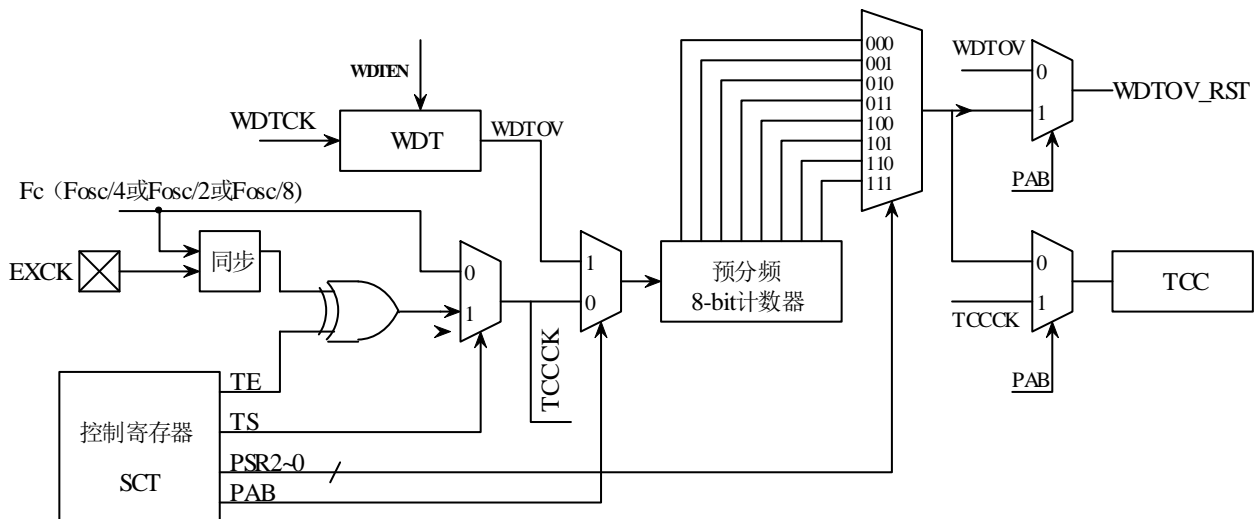 WDTEN
WDTCK
WDT
WDTOV
Fc（Fosc/4或Fosc/2或Fosc/8)
EXCK
同步
0
1
1
0
TCCCK
控制寄存器
SCT
TE
TS
PSR2~0
PAB
预分频
8-bit计数器
000
001
010
011
100
101
110
111
WDTOV
0
1
WDTOV_RST
PAB
0
1
TCCCK
TCC
PAB